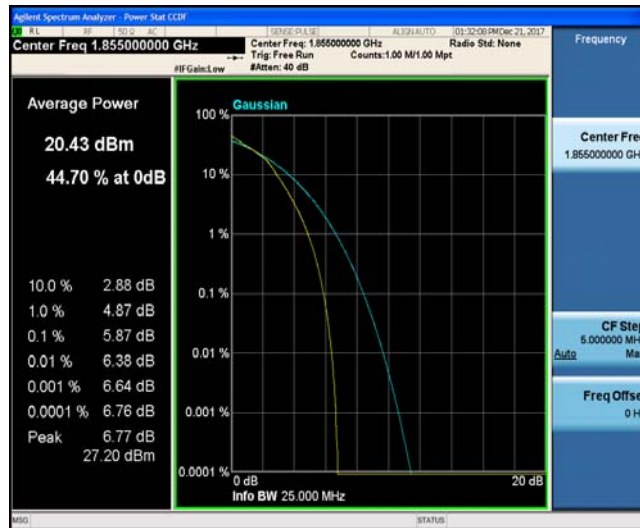 Agilent Spectrum Analyzer - Power Stat CCDF
RL RF 50 Ω AC SENSE:PULSE ALIGN AUTO 01:32:08 PM Dec 21, 2017
Center Freq 1.855000000 GHz
Center Freq: 1.855000000 GHz Radio Std: None
Trig: Free Run Counts:1.00 M/1.00 Mpt
#IFGain:Low #Atten: 40 dB
Frequency
Average Power
20.43 dBm
44.70 % at 0dB
10.0 % 2.88 dB
1.0 % 4.87 dB
0.1 % 5.87 dB
0.01 % 6.38 dB
0.001 % 6.64 dB
0.0001 % 6.76 dB
Peak 6.77 dB
27.20 dBm
Gaussian
100 %
10 %
1 %
0.1 %
0.01 %
0.001 %
0.0001 %
0 dB 20 dB
Info BW 25.000 MHz
Center Fre
1.855000000 GH
CF Step
5.000000 MH
Auto Ma
Freq Offse
0 H
MSG STATUS